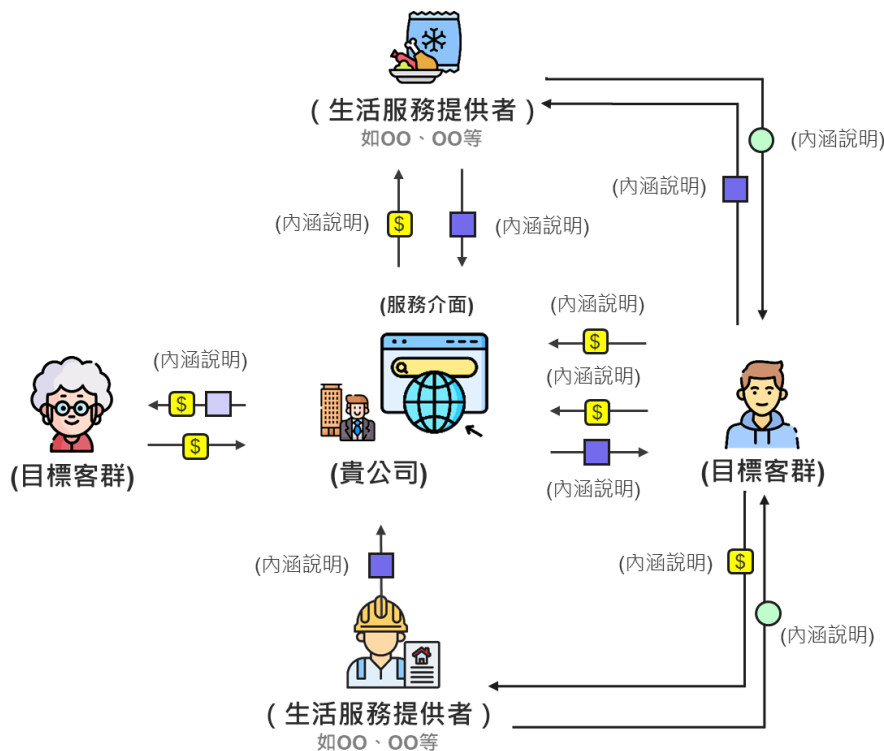 ( 生活服務提供者 )
如OO、OO等
(內涵說明)
(內涵說明)
(內涵說明)
(內涵說明)
(服務介面)
(內涵說明)
$
$
(內涵說明)
(內涵說明)
$
$
$
(目標客群)
(貴公司)
(目標客群)
(內涵說明)
(內涵說明)
(內涵說明)
$
(內涵說明)
( 生活服務提供者 )
如OO、OO等